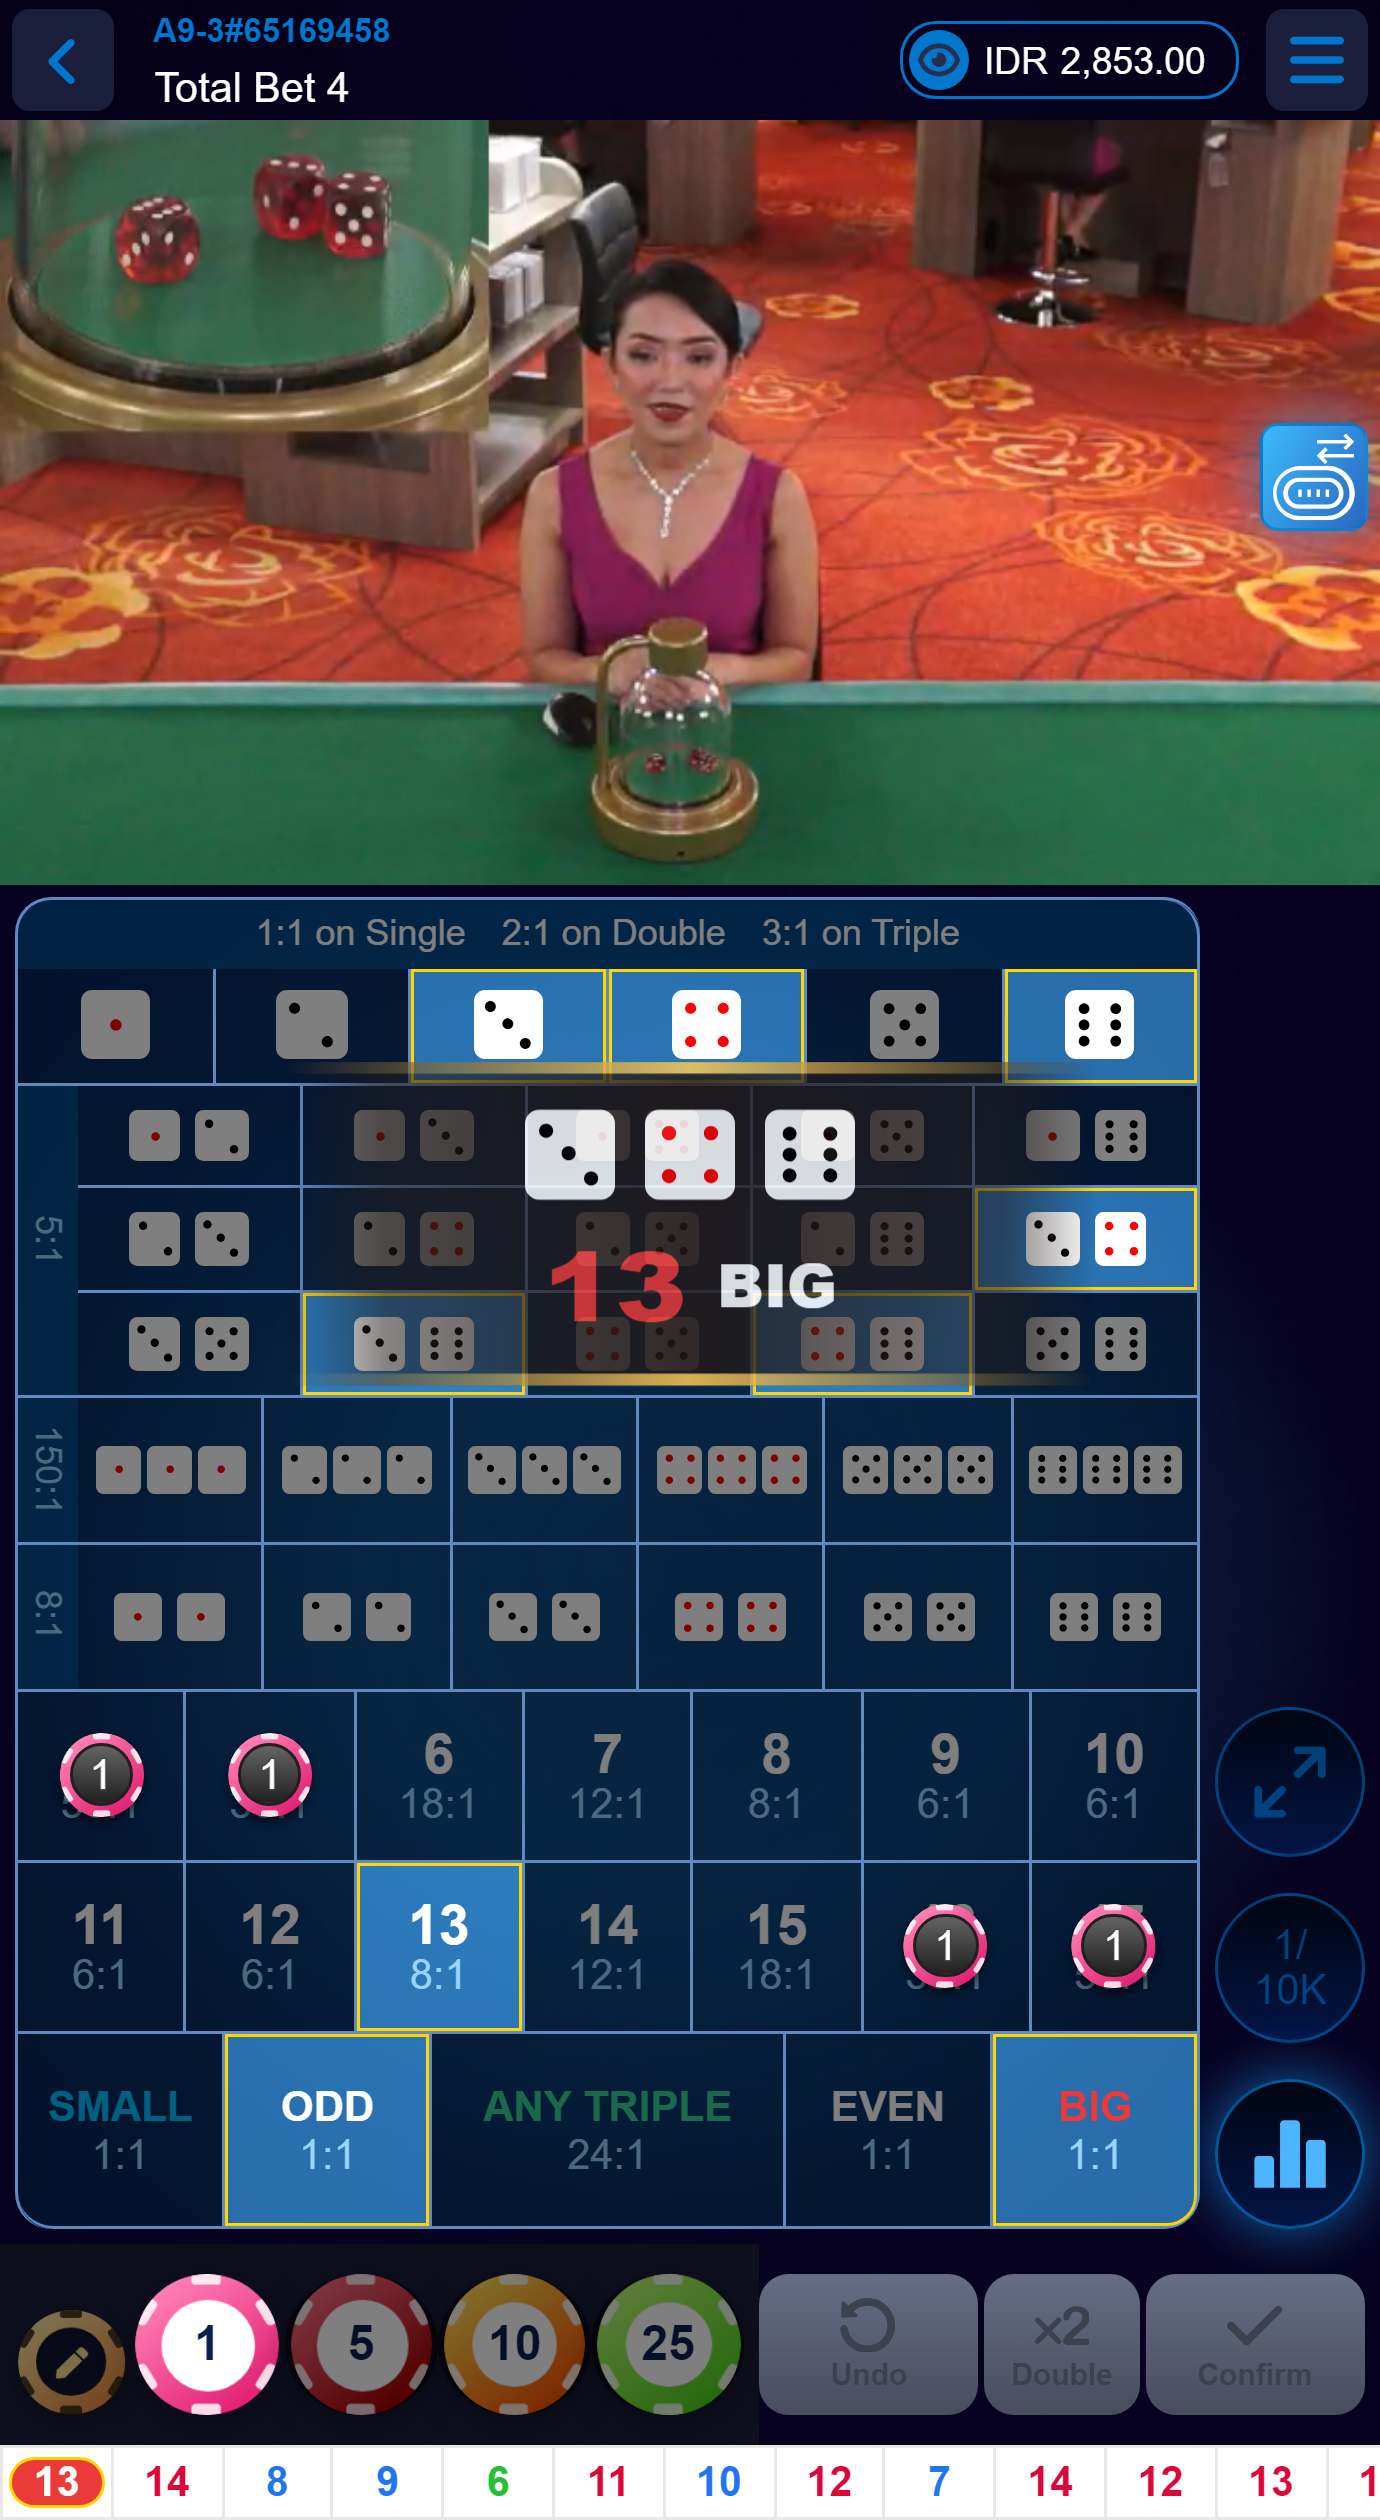 A9-3#65169458
Total Bet 4
IDR 2,853.00
1:1 on Single 2:1 on Double 3:1 on Triple
5:1
13 BIG
150:1
8:1
1 1 6 7 8 9 10
18:1 12:1 8:1 6:1 6:1
11 12 13 14 15 1 1
6:1 6:1 8:1 12:1 18:1
1/
10K
SMALL ODD ANY TRIPLE EVEN BIG
1:1 1:1 24:1 1:1 1:1
1 5 10 25 x2
Undo Double Confirm
13 14 8 9 6 11 10 12 7 14 12 13